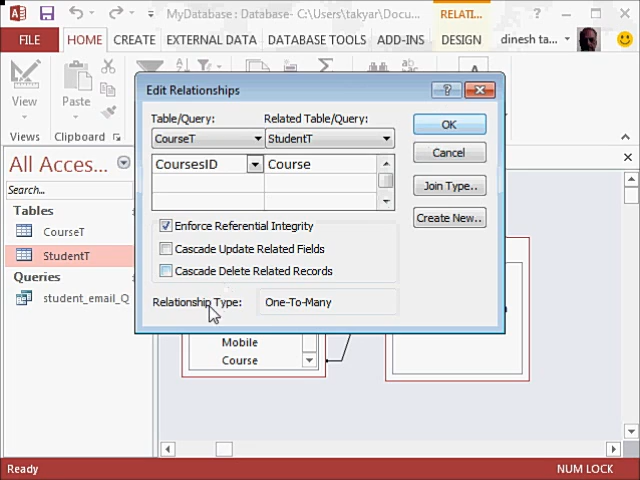 MyDatabase : Database- C:\Users\takyar\Docu...
RELATI...
FILE
HOME
CREATE
EXTERNAL DATA
DATABASE TOOLS
ADD-INS
DESIGN
dinesh ta...
View
Paste
Views
Clipboard
Edit Relationships
Table/Query:
Related Table/Query:
CourseT
StudentT
CoursesID
Course
OK
Cancel
Join Type..
Create New..
Enforce Referential Integrity
Cascade Update Related Fields
Cascade Delete Related Records
Relationship Type:
One-To-Many
All Acces...
Search...
Tables
CourseT
StudentT
Queries
student_email_Q
Mobile
Course
Ready
NUM LOCK